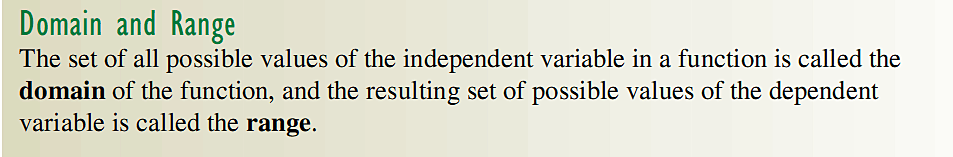 Domain and Range
The set of all possible values of the independent variable in a function is called the
domain of the function, and the resulting set of possible values of the dependent
variable is called the range.